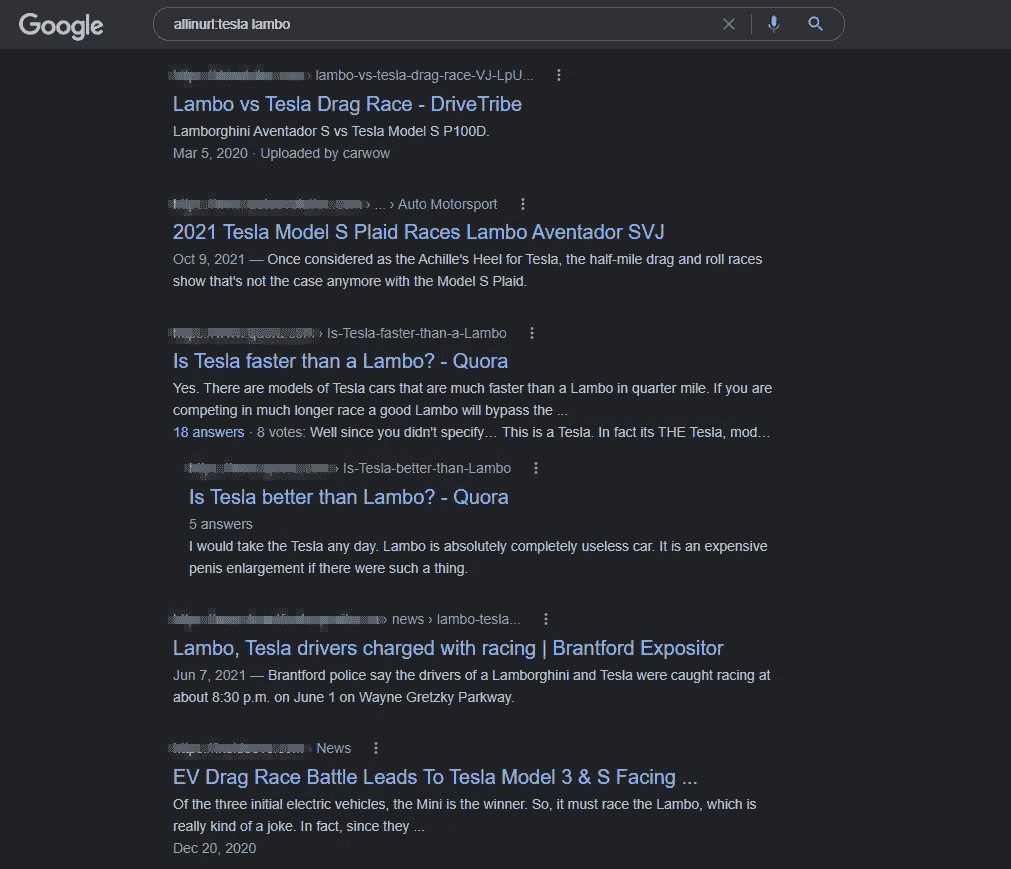 Google
allinurl:tesla lambo
› lambo-vs-tesla-drag-race-VJ-LpU...
Lambo vs Tesla Drag Race - DriveTribe
Lamborghini Aventador S vs Tesla Model S P100D.
Mar 5, 2020 · Uploaded by carwow
› ... › Auto Motorsport
2021 Tesla Model S Plaid Races Lambo Aventador SVJ
Oct 9, 2021 — Once considered as the Achille's Heel for Tesla, the half-mile drag and roll races
show that's not the case anymore with the Model S Plaid.
› Is-Tesla-faster-than-a-Lambo
Is Tesla faster than a Lambo? - Quora
Yes. There are models of Tesla cars that are much faster than a Lambo in quarter mile. If you are
competing in much longer race a good Lambo will bypass the ...
18 answers · 8 votes: Well since you didn't specify… This is a Tesla. In fact its THE Tesla, mod…
› Is-Tesla-better-than-Lambo
Is Tesla better than Lambo? - Quora
5 answers
I would take the Tesla any day. Lambo is absolutely completely useless car. It is an expensive
penis enlargement if there were such a thing.
› news › lambo-tesla...
Lambo, Tesla drivers charged with racing | Brantford Expositor
Jun 7, 2021 — Brantford police say the drivers of a Lamborghini and Tesla were caught racing at
about 8:30 p.m. on June 1 on Wayne Gretzky Parkway.
› News
EV Drag Race Battle Leads To Tesla Model 3 & S Facing ...
Of the three initial electric vehicles, the Mini is the winner. So, it must race the Lambo, which is
really kind of a joke. In fact, since they ...
Dec 20, 2020